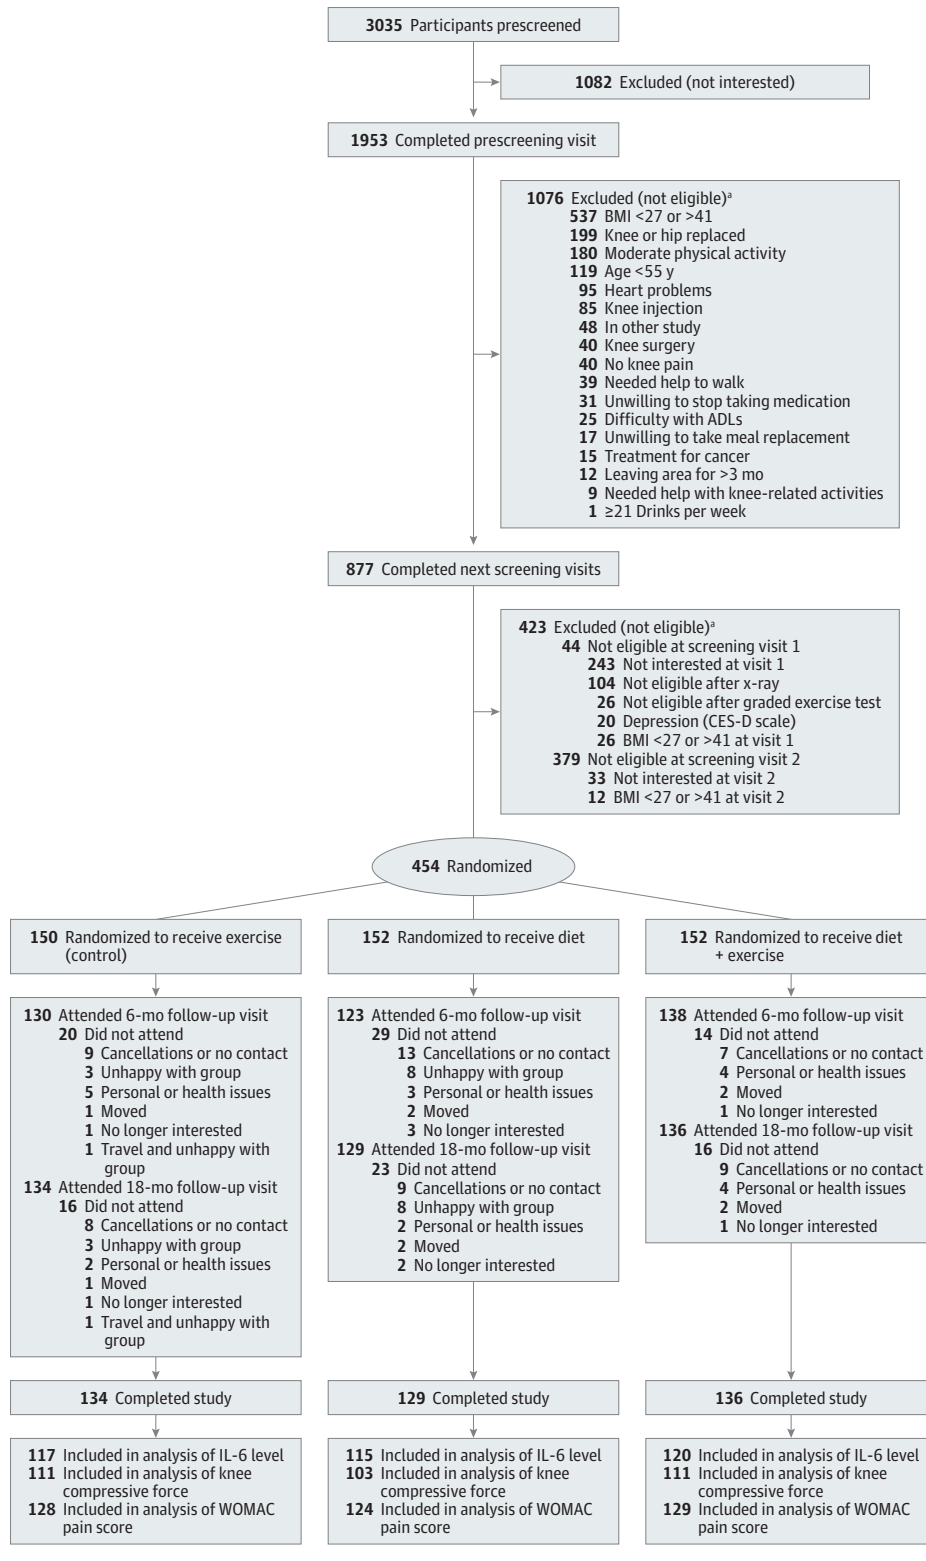 3035 Participants prescreened
1082 Excluded (not interested)
1953 Completed prescreening visit
1076 Excluded (not eligible)a
537 BMI <27 or >41
199 Knee or hip replaced
180 Moderate physical activity
119 Age <55 y
95 Heart problems
85 Knee injection
48 In other study
40 Knee surgery
40 No knee pain
39 Needed help to walk
31 Unwilling to stop taking medication
25 Difficulty with ADLs
17 Unwilling to take meal replacement
15 Treatment for cancer
12 Leaving area for >3 mo
9 Needed help with knee-related activities
1 ≥21 Drinks per week
877 Completed next screening visits
423 Excluded (not eligible)a
44 Not eligible at screening visit 1
243 Not interested at visit 1
104 Not eligible after x-ray
26 Not eligible after graded exercise test
20 Depression (CES-D scale)
26 BMI <27 or >41 at visit 1
379 Not eligible at screening visit 2
33 Not interested at visit 2
12 BMI <27 or >41 at visit 2
454 Randomized
150 Randomized to receive exercise
(control)
152 Randomized to receive diet
152 Randomized to receive diet
+ exercise
130 Attended 6-mo follow-up visit
20 Did not attend
9 Cancellations or no contact
3 Unhappy with group
5 Personal or health issues
1 Moved
1 No longer interested
1 Travel and unhappy with
group
134 Attended 18-mo follow-up visit
16 Did not attend
8 Cancellations or no contact
3 Unhappy with group
2 Personal or health issues
1 Moved
1 No longer interested
1 Travel and unhappy with
group
123 Attended 6-mo follow-up visit
29 Did not attend
13 Cancellations or no contact
8 Unhappy with group
3 Personal or health issues
2 Moved
3 No longer interested
129 Attended 18-mo follow-up visit
23 Did not attend
9 Cancellations or no contact
8 Unhappy with group
2 Personal or health issues
2 Moved
2 No longer interested
138 Attended 6-mo follow-up visit
14 Did not attend
7 Cancellations or no contact
4 Personal or health issues
2 Moved
1 No longer interested
136 Attended 18-mo follow-up visit
16 Did not attend
9 Cancellations or no contact
4 Personal or health issues
2 Moved
1 No longer interested
134 Completed study
129 Completed study
136 Completed study
117 Included in analysis of IL-6 level
111 Included in analysis of knee
compressive force
128 Included in analysis of WOMAC
pain score
115 Included in analysis of IL-6 level
103 Included in analysis of knee
compressive force
124 Included in analysis of WOMAC
pain score
120 Included in analysis of IL-6 level
111 Included in analysis of knee
compressive force
129 Included in analysis of WOMAC
pain score